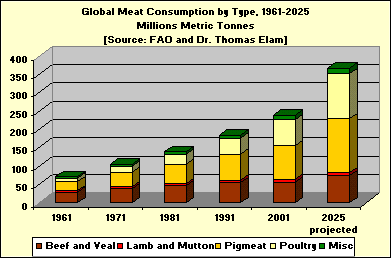 Global Meat Consumption by Type, 1961-2025
Millions Metric Tonnes
[Source: FAO and Dr. Thomas Elam]
400
350
300
250
200
150
100
50
0
1961 1971 1981 1991 2001 2025
projected
Beef and Veal Lamb and Mutton Pigmeat Poultry Misc